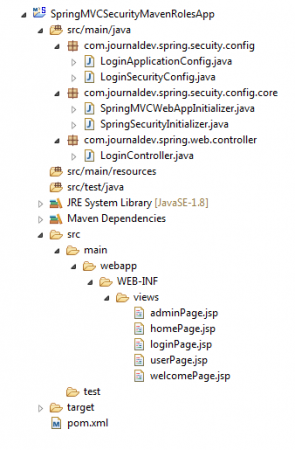 SpringMVCSecurityMavenRolesApp
src/main/java
com.journaldev.spring.secuity.config
LoginApplicationConfig.java
LoginSecurityConfig.java
com.journaldev.spring.secuity.config.core
SpringMVCWebAppInitializer.java
SpringSecurityInitializer.java
com.journaldev.spring.web.controller
LoginController.java
src/main/resources
src/test/java
JRE System Library [JavaSE-1.8]
Maven Dependencies
src
main
webapp
WEB-INF
views
adminPage.jsp
homePage.jsp
loginPage.jsp
userPage.jsp
welcomePage.jsp
test
target
pom.xml